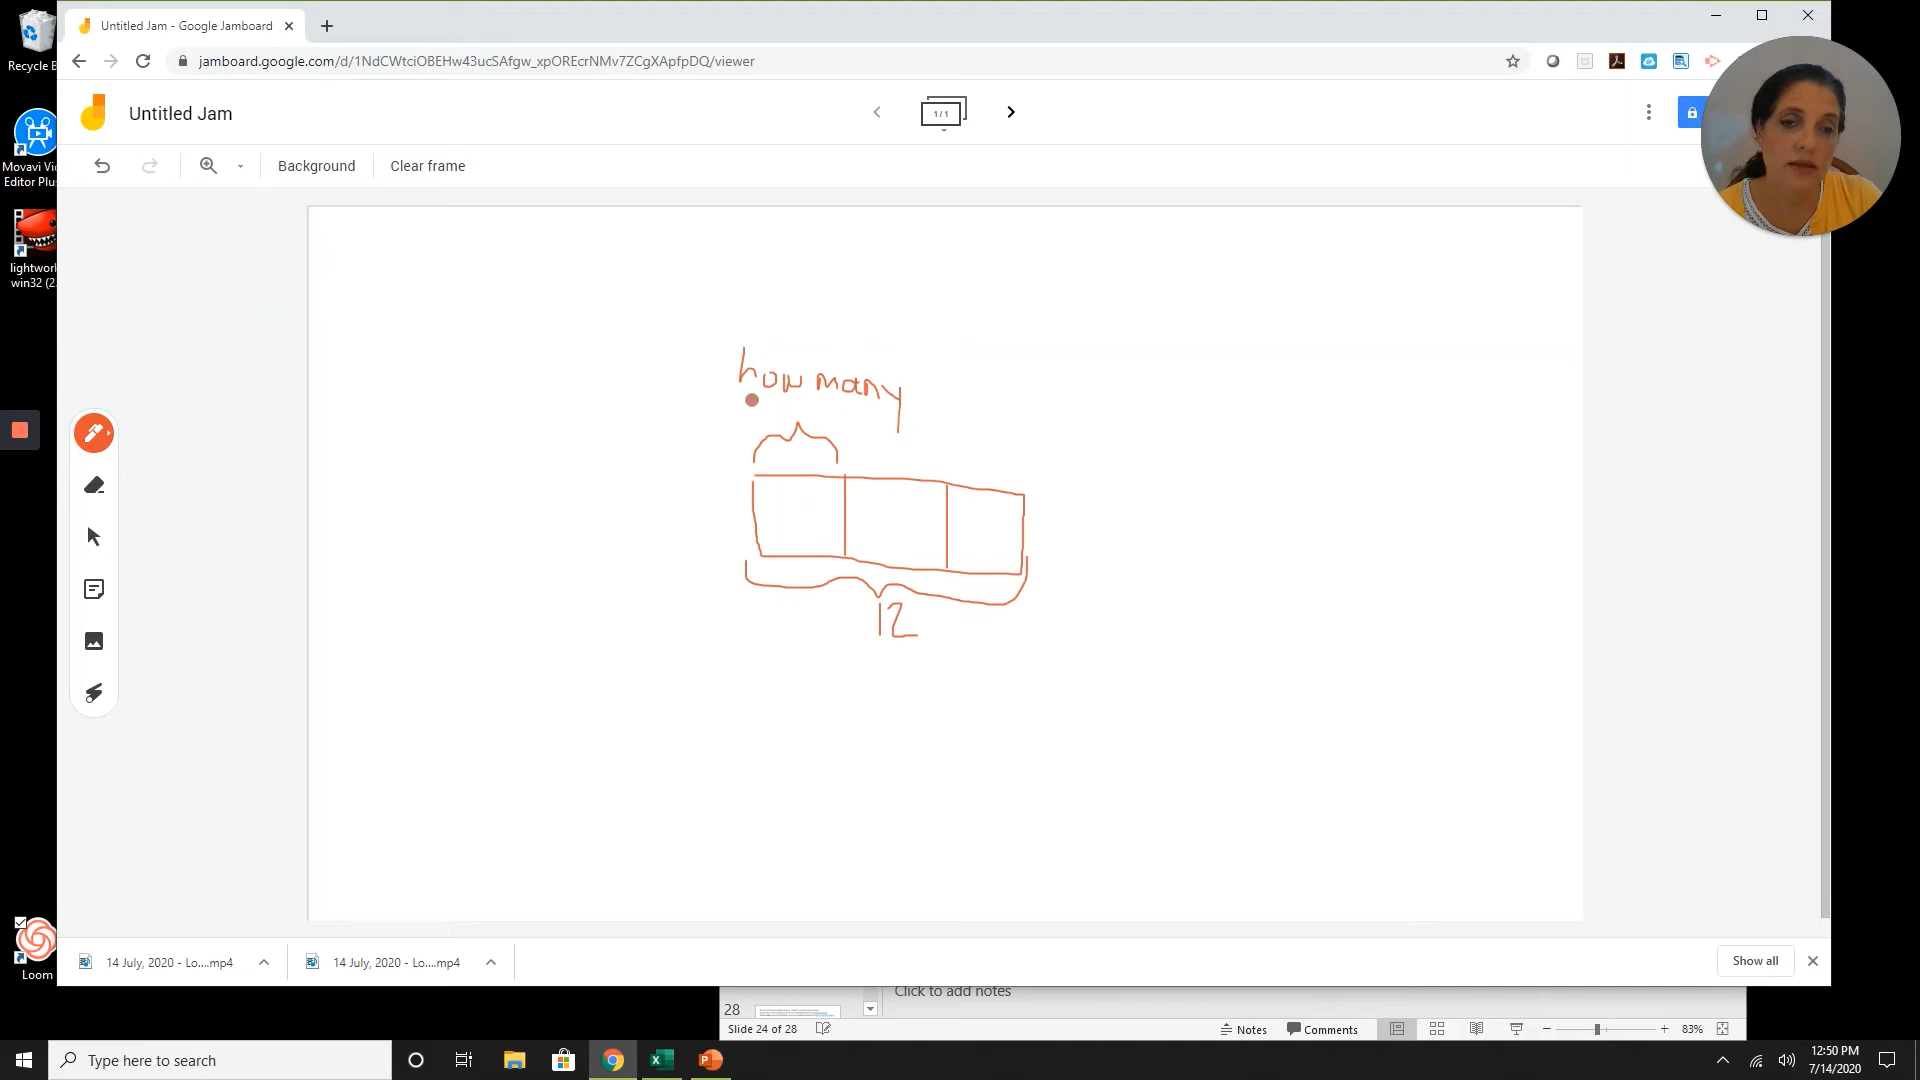 Untitled Jam - Google Jamboard
jamboard.google.com/d/1NdCWtciOBEHw43ucSAfgw_xpOREcrNMv7ZCgXApfpDQ/viewer
Untitled Jam
1 / 1
Background
Clear frame
how many
12
Recycle B
Movavi Vid
Editor Plus
lightwork
win32 (2.
Loom
14 July, 2020 - Lo....mp4
14 July, 2020 - Lo....mp4
Show all
Click to add notes
28
Slide 24 of 28
Notes
Comments
83%
Type here to search
12:50 PM
7/14/2020